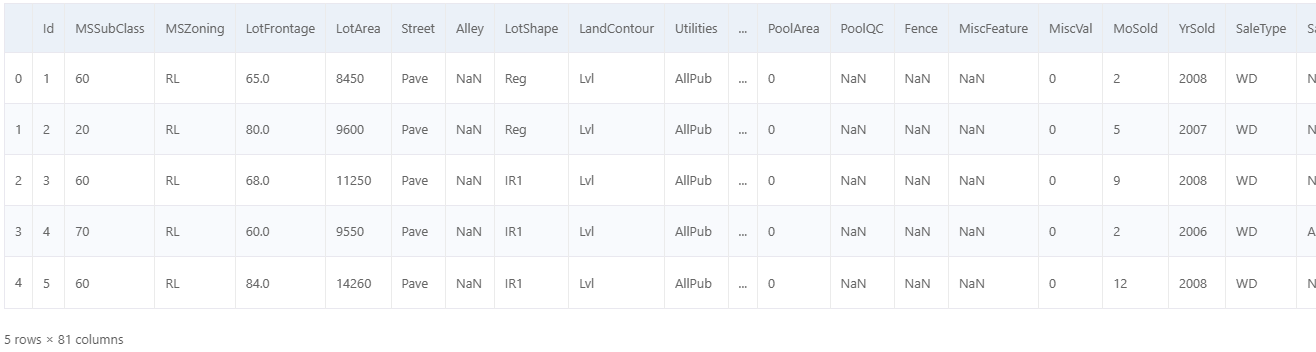 Id MSSubClass MSZoning LotFrontage LotArea Street Alley LotShape LandContour Utilities ... PoolArea PoolQC Fence MiscFeature MiscVal MoSold YrSold SaleType
0 1 60 RL 65.0 8450 Pave NaN Reg Lvl AllPub ... 0 NaN NaN NaN 0 2 2008 WD
1 2 20 RL 80.0 9600 Pave NaN Reg Lvl AllPub ... 0 NaN NaN NaN 0 5 2007 WD
2 3 60 RL 68.0 11250 Pave NaN IR1 Lvl AllPub ... 0 NaN NaN NaN 0 9 2008 WD
3 4 70 RL 60.0 9550 Pave NaN IR1 Lvl AllPub ... 0 NaN NaN NaN 0 2 2006 WD
4 5 60 RL 84.0 14260 Pave NaN IR1 Lvl AllPub ... 0 NaN NaN NaN 0 12 2008 WD
5 rows × 81 columns